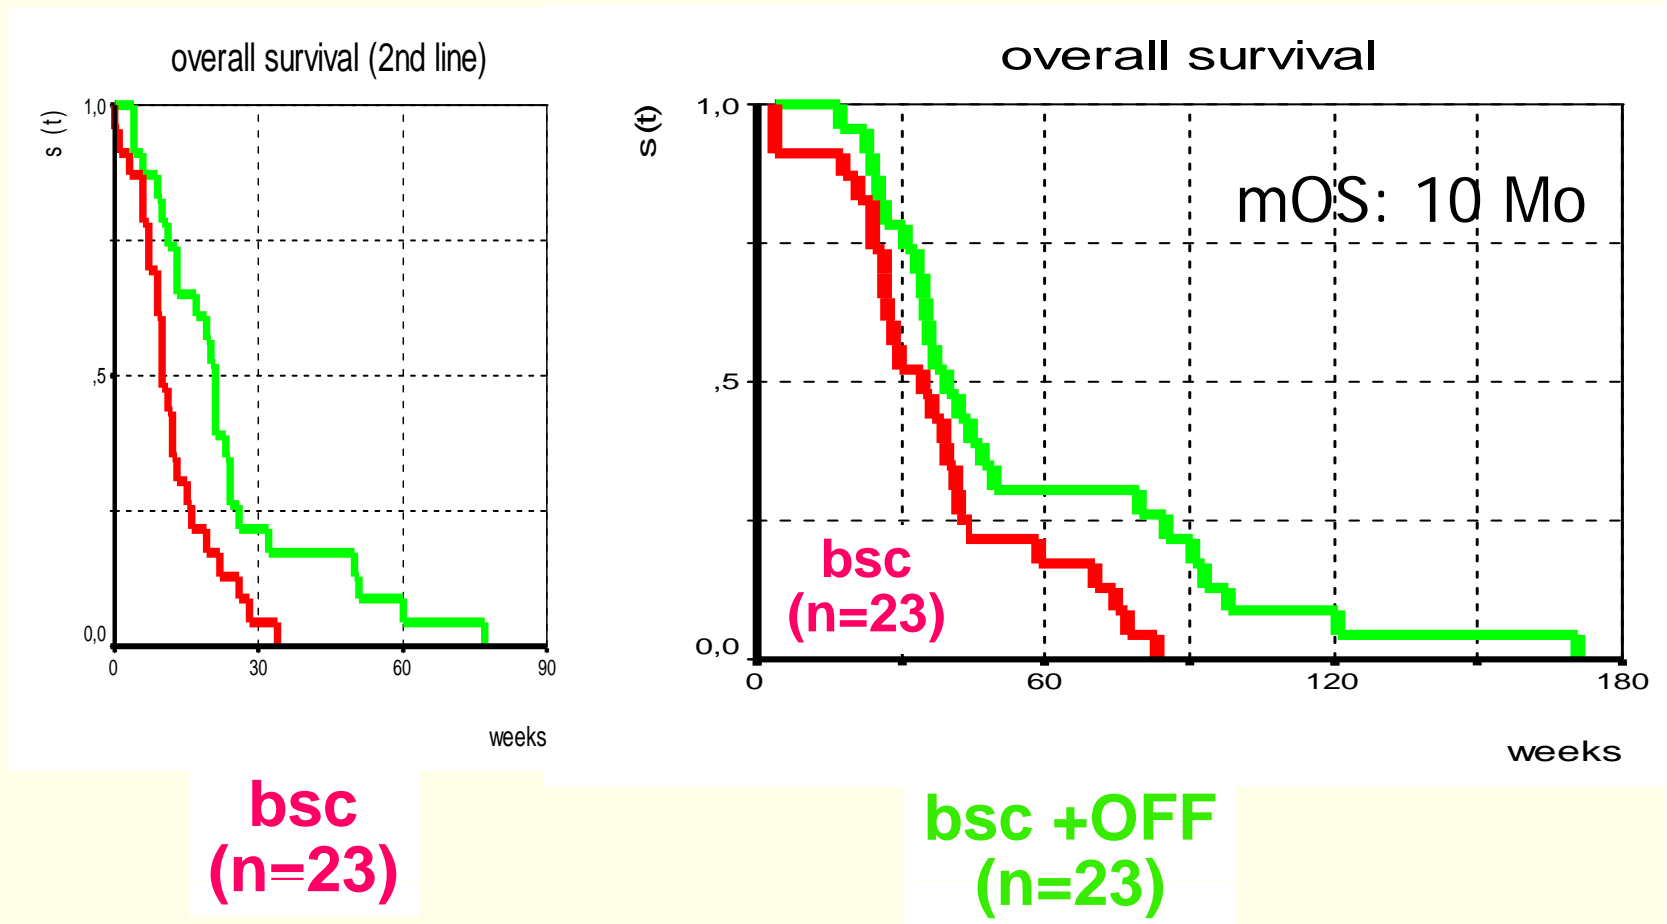 overall survival (2nd line)
s (t)
1,0
,5
0,0
0
30
60
90
weeks
bsc
(n=23)
overall survival
s(t)
1,0
mOS: 10 Mo
,5
bsc
(n=23)
0,0
0
60
120
180
weeks
bsc +OFF
(n=23)